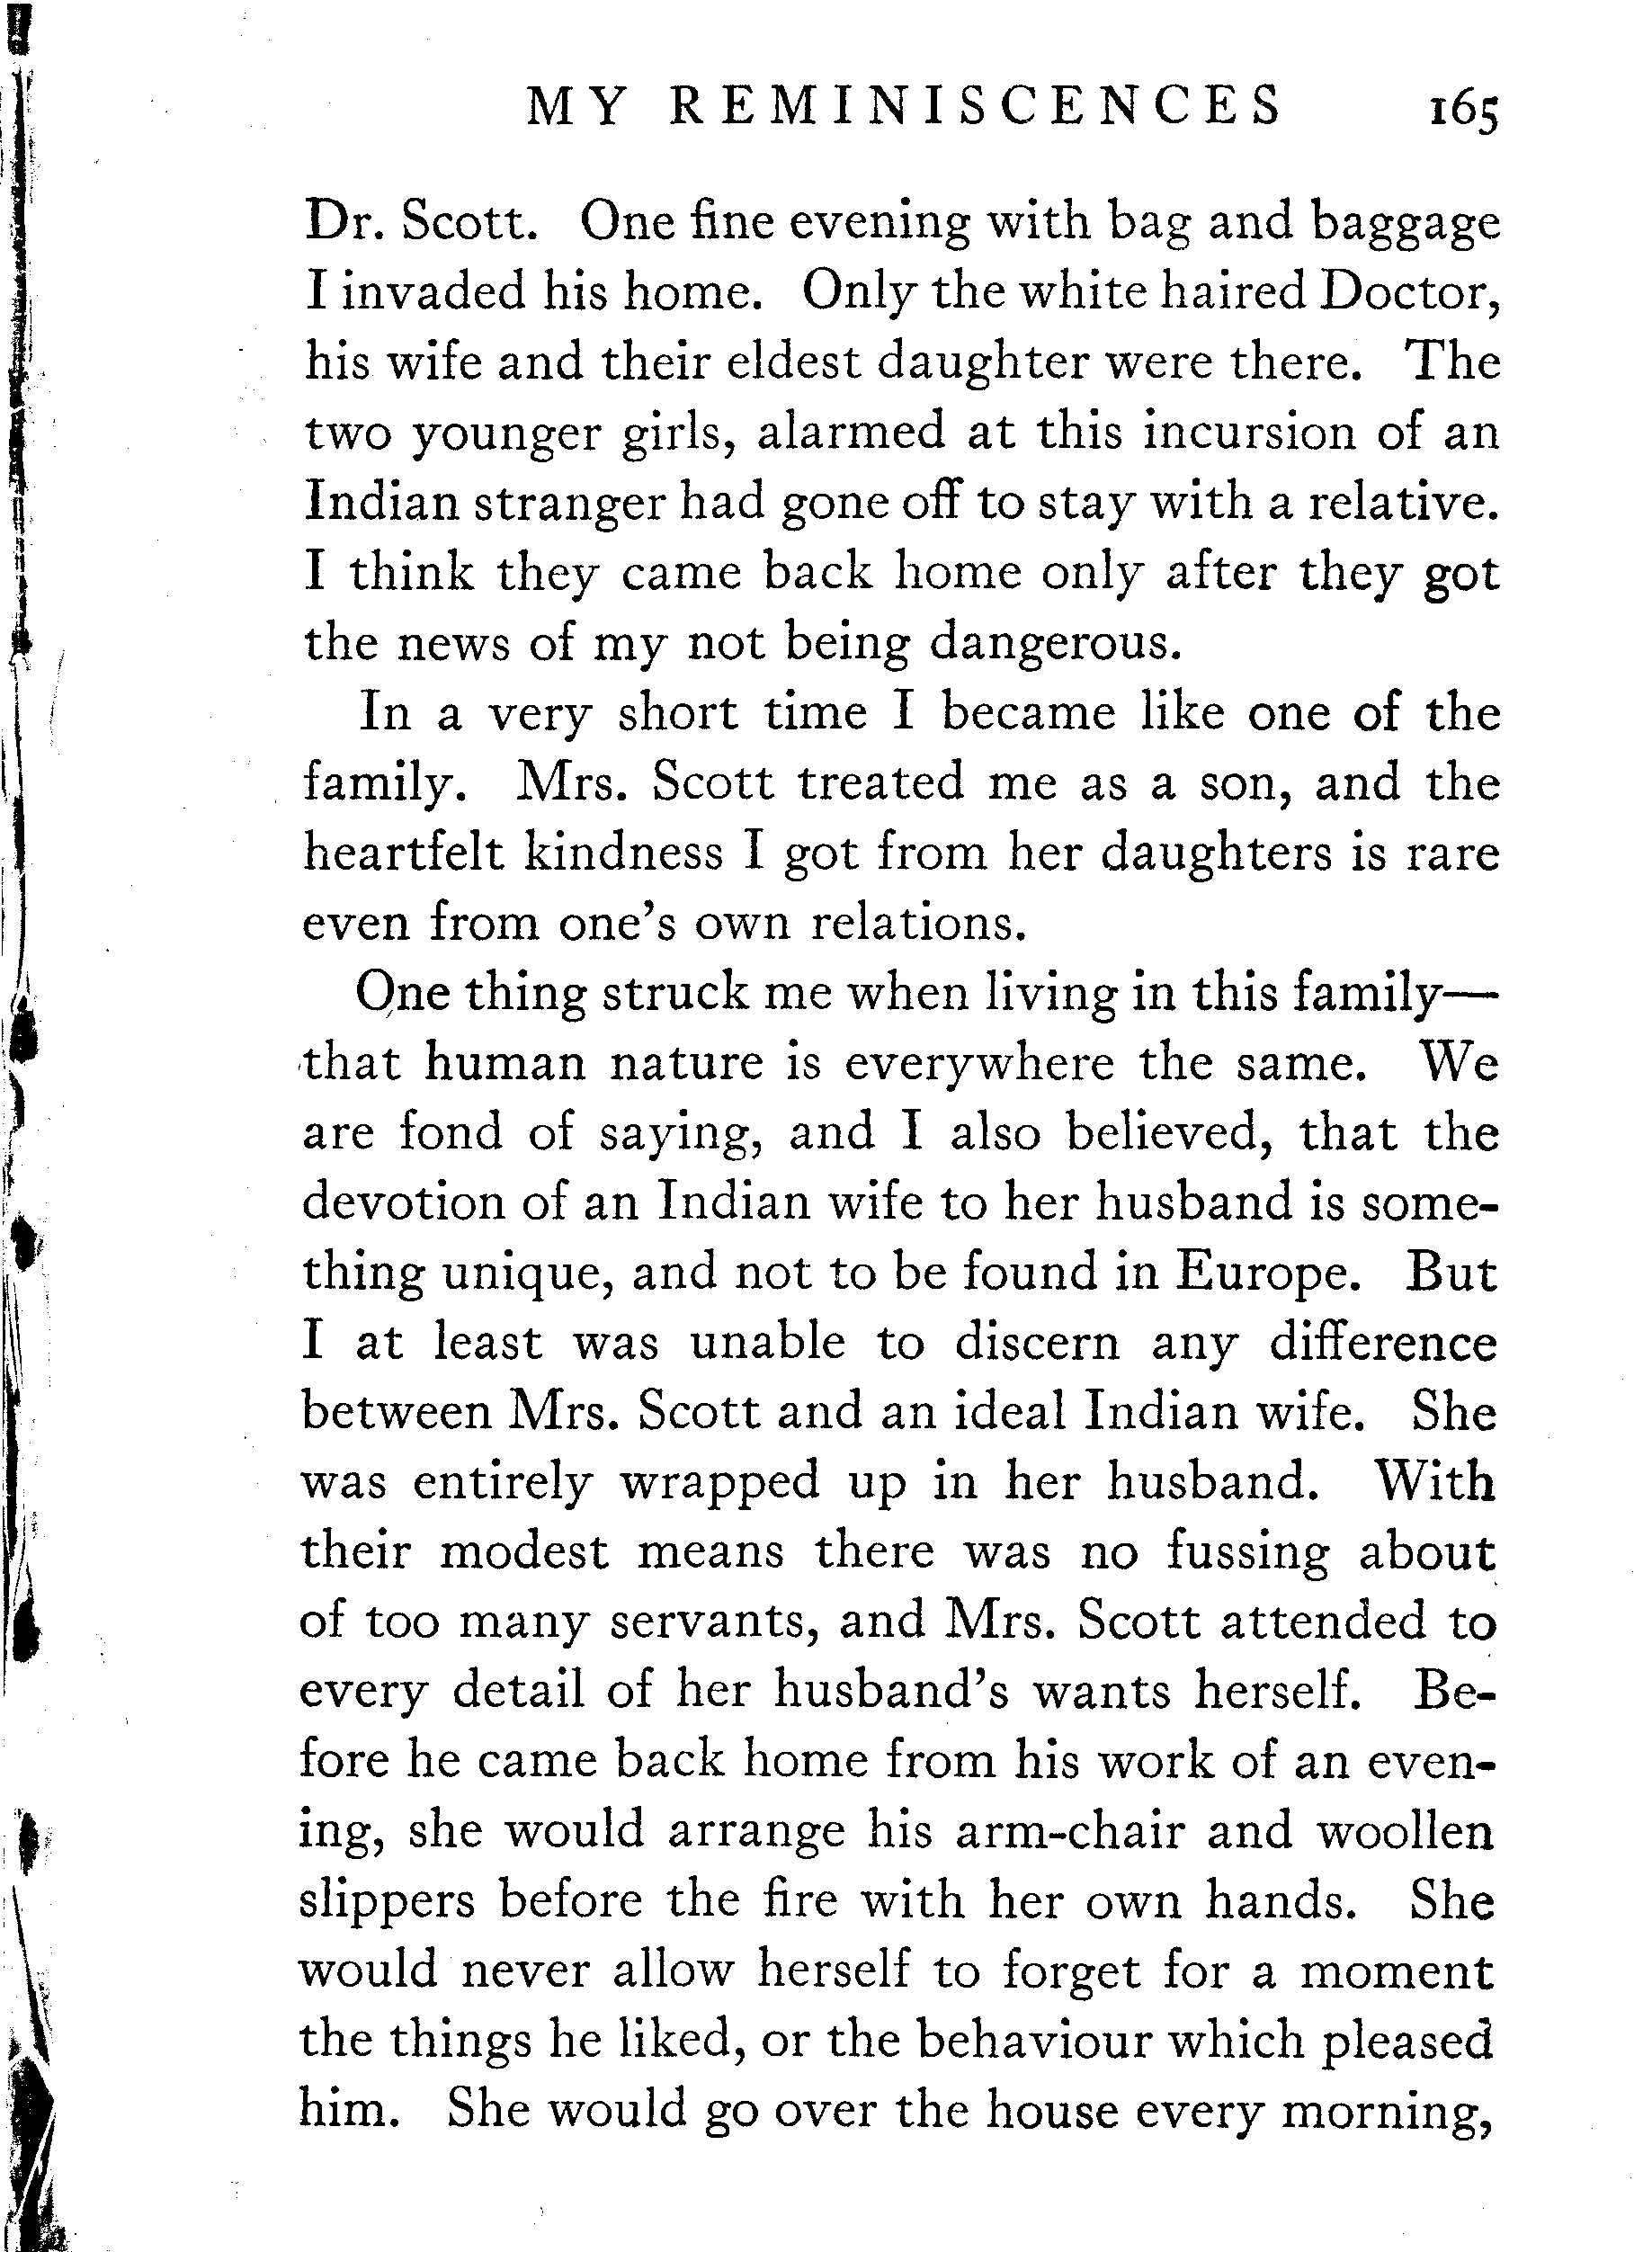 MY REMINISCENCES 165
Dr. Scott. One fine evening with bag and baggage
I invaded his home. Only the white haired Doctor,
his wife and their eldest daughter were there. The
two younger girls, alarmed at this incursion of an
Indian stranger had gone off to stay with a relative.
I think they came back home only after they got
the news of my not being dangerous.
In a very short time I became like one of the
family. Mrs. Scott treated me as a son, and the
heartfelt kindness I got from her daughters is rare
even from one's own relations.
One thing struck me when living in this family—
that human nature is everywhere the same. We
are fond of saying, and I also believed, that the
devotion of an Indian wife to her husband is some-
thing unique, and not to be found in Europe. But
I at least was unable to discern any difference
between Mrs. Scott and an ideal Indian wife. She
was entirely wrapped up in her husband. With
their modest means there was no fussing about
of too many servants, and Mrs. Scott attended to
every detail of her husband's wants herself. Be-
fore he came back home from his work of an even-
ing, she would arrange his arm-chair and woollen
slippers before the fire with her own hands. She
would never allow herself to forget for a moment
the things he liked, or the behaviour which pleased
him. She would go over the house every morning,